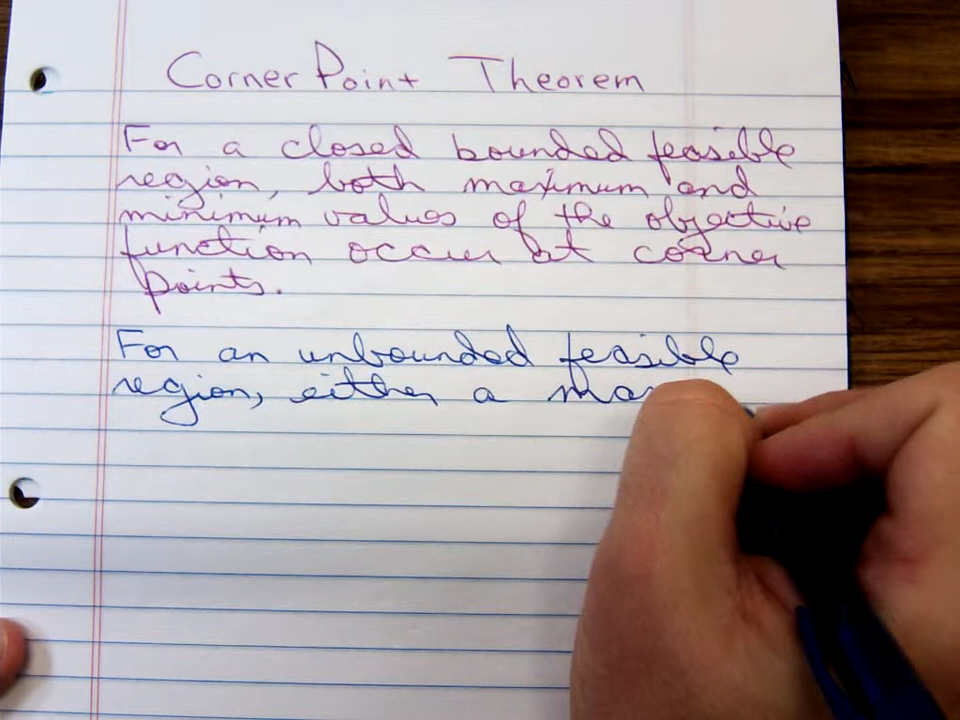 Corner Point Theorem
For a closed bounded feasible
region, both maximum and
minimum values of the objective
function occur at corner
points.
For an unbounded feasible
region, either a